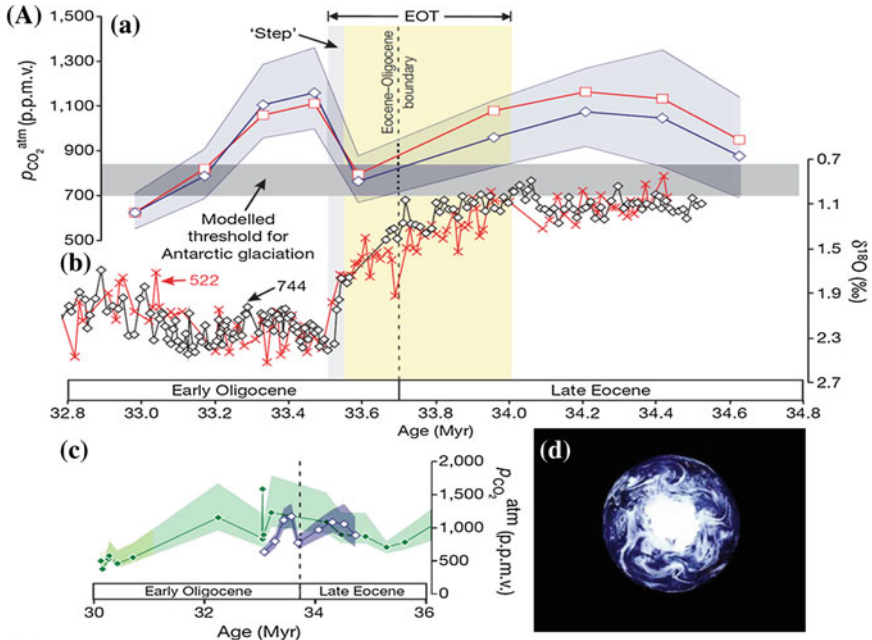 (A)
(a)
'Step'
EOT
Eocene–Oligocene
boundary
pCO2 atm (p.p.m.v.)
1,500
1,300
1,100
900
700
500
Modelled
threshold for
Antarctic glaciation
0.7
1.1
1.5
1.9
2.3
2.7
δ18O (‰)
(b)
522
744
Early Oligocene
Late Eocene
32.8
33.0
33.2
33.4
33.6
33.8
34.0
34.2
34.4
34.6
34.8
Age (Myr)
(c)
2,000
1,500
1,000
500
0
pCO2 atm (p.p.m.v.)
Early Oligocene
Late Eocene
30
32
34
36
Age (Myr)
(d)